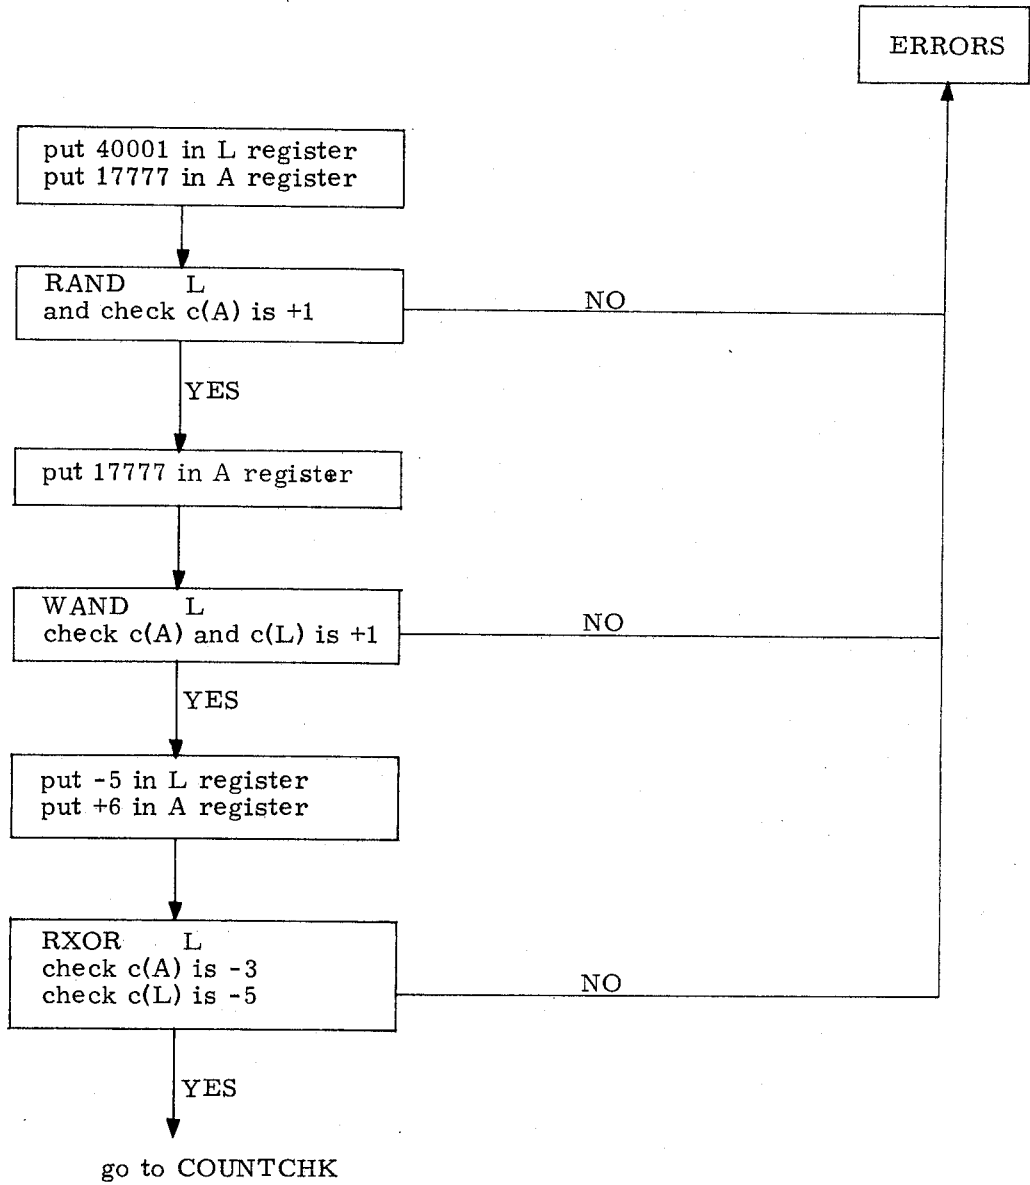 ERRORS
put 40001 in L register
put 17777 in A register
RAND L
and check c(A) is +1
NO
YES
put 17777 in A register
WAND L
check c(A) and c(L) is +1
NO
YES
put -5 in L register
put +6 in A register
RXOR L
check c(A) is -3
check c(L) is -5
NO
YES
go to COUNTCHK